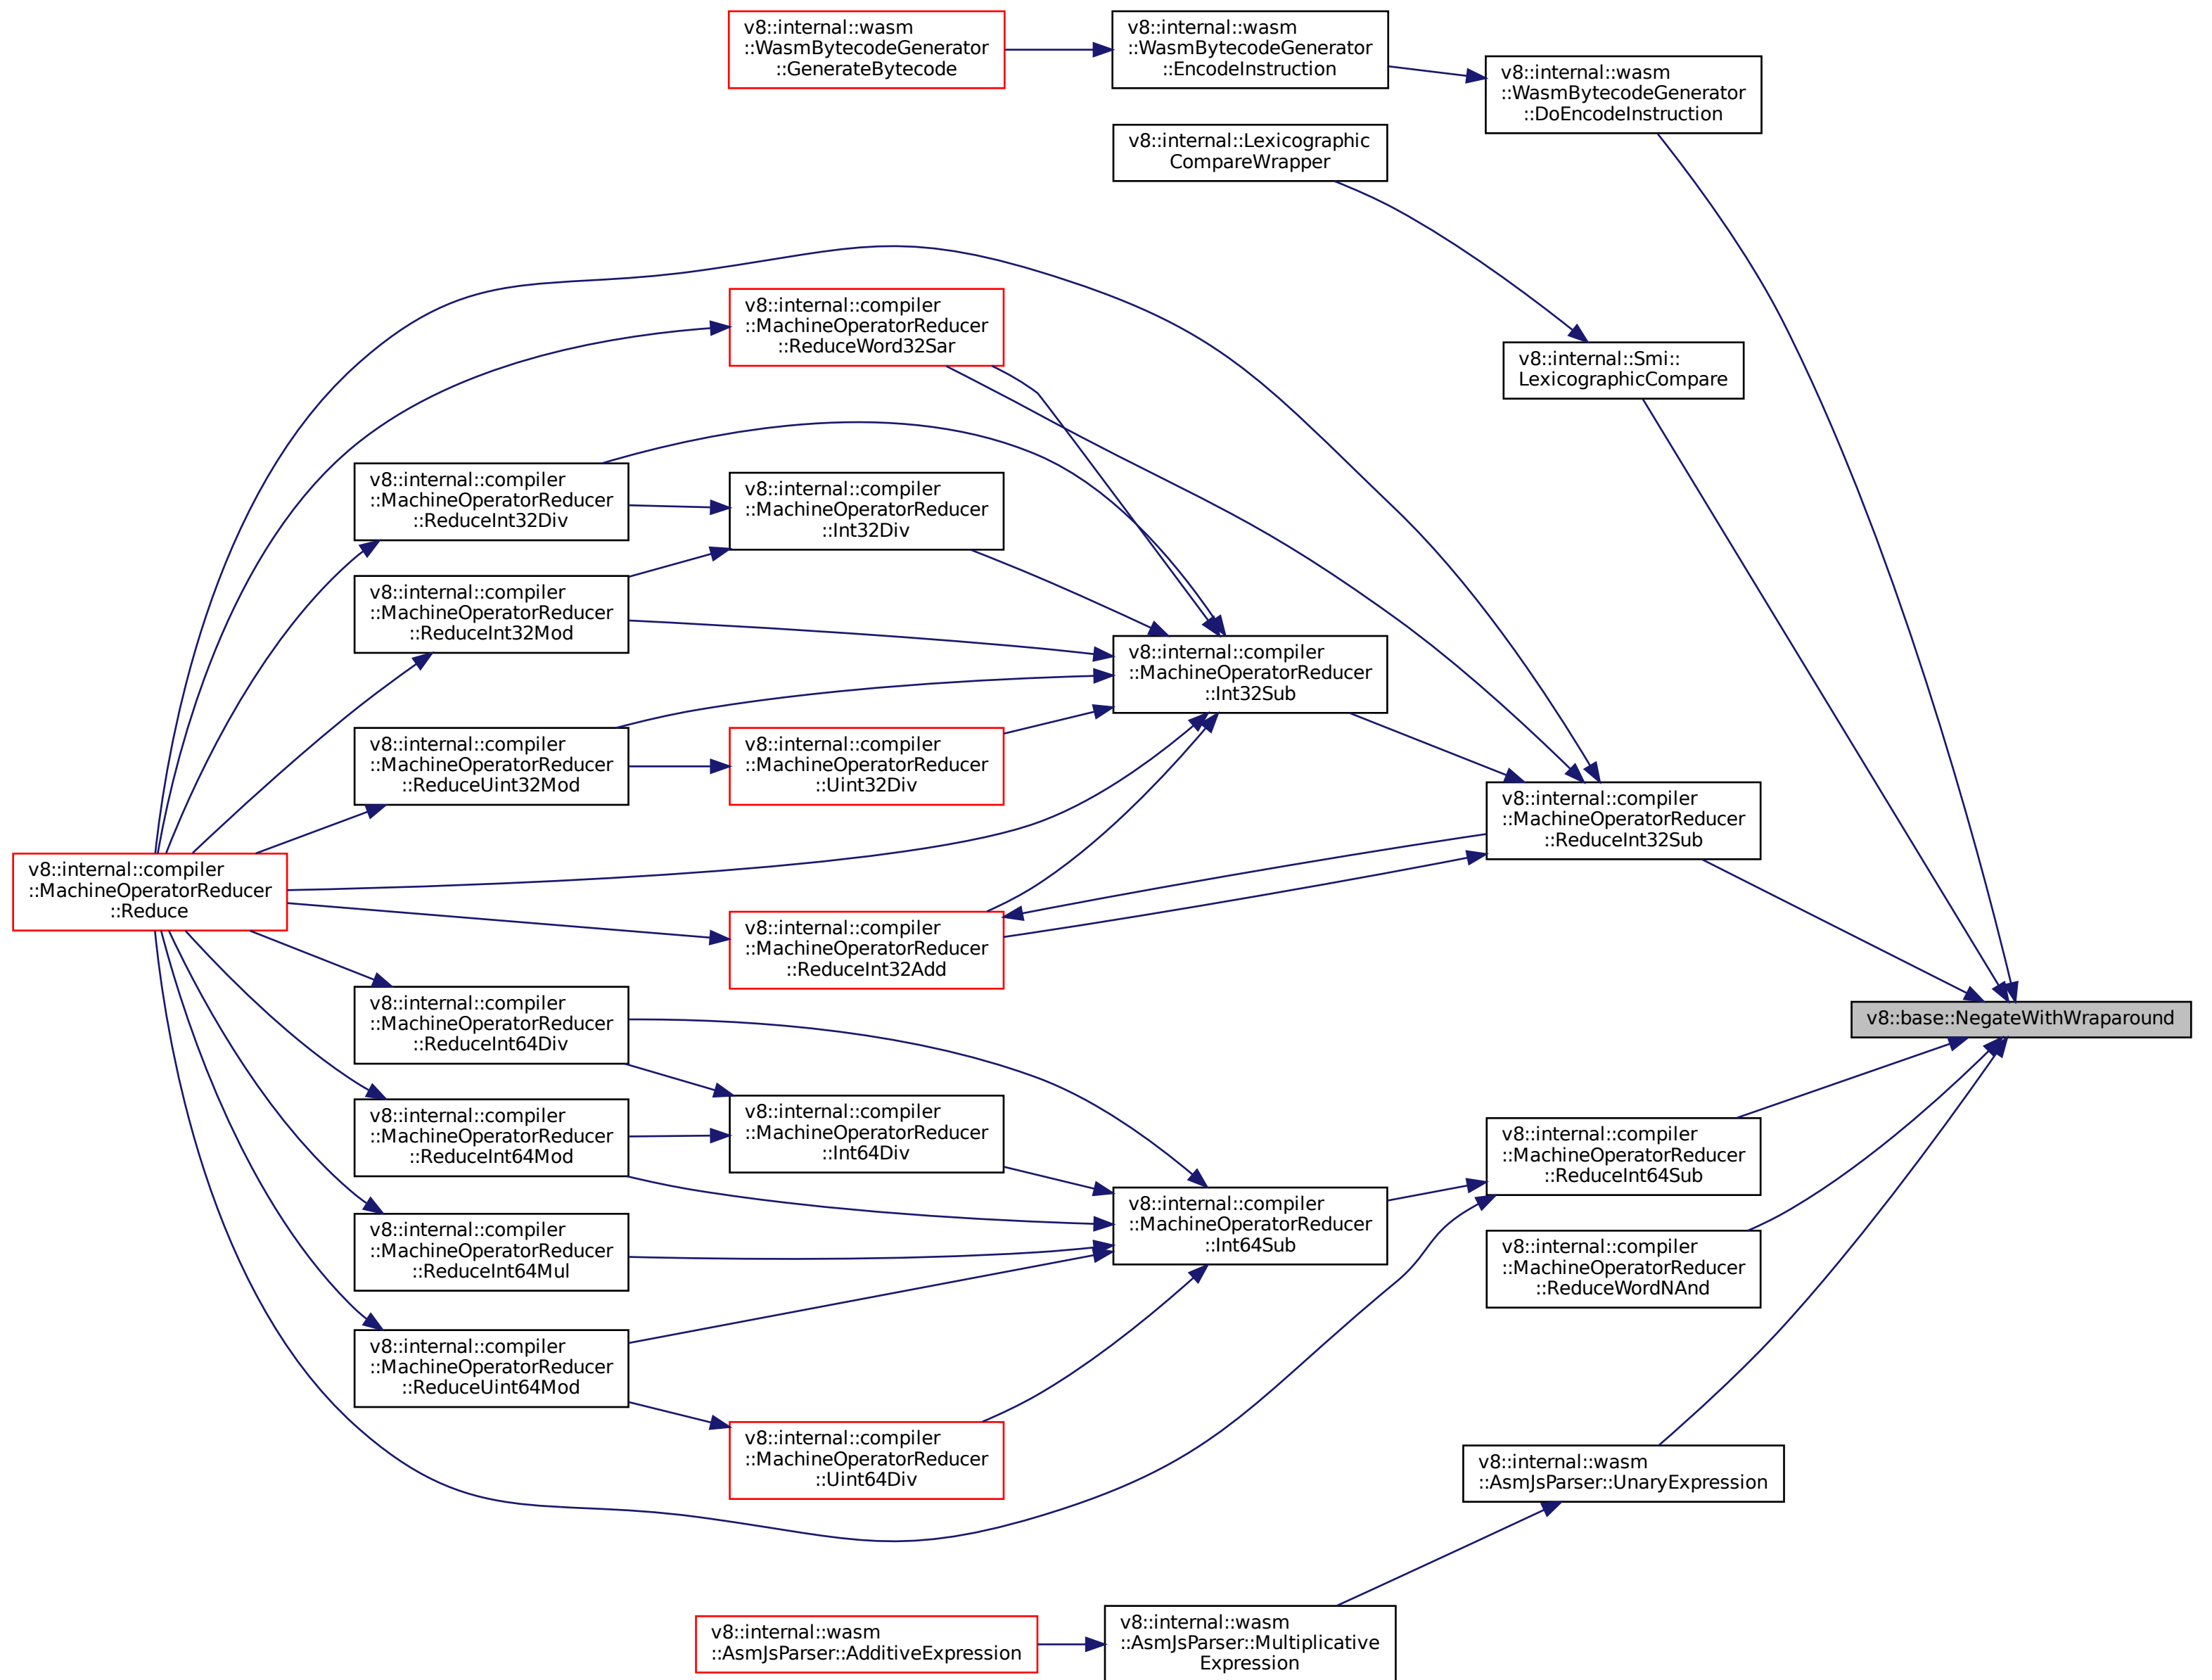 v8::internal::wasm
::WasmBytecodeGenerator
::GenerateBytecode
v8::internal::wasm
::WasmBytecodeGenerator
::EncodeInstruction
v8::internal::wasm
::WasmBytecodeGenerator
::DoEncodeInstruction
v8::internal::Lexicographic
CompareWrapper
v8::internal::compiler
::MachineOperatorReducer
::ReduceWord32Sar
v8::internal::Smi::
LexicographicCompare
v8::internal::compiler
::MachineOperatorReducer
::ReduceInt32Div
v8::internal::compiler
::MachineOperatorReducer
::Int32Div
v8::internal::compiler
::MachineOperatorReducer
::ReduceInt32Mod
v8::internal::compiler
::MachineOperatorReducer
::Int32Sub
v8::internal::compiler
::MachineOperatorReducer
::ReduceUint32Mod
v8::internal::compiler
::MachineOperatorReducer
::Uint32Div
v8::internal::compiler
::MachineOperatorReducer
::ReduceInt32Sub
v8::internal::compiler
::MachineOperatorReducer
::Reduce
v8::internal::compiler
::MachineOperatorReducer
::ReduceInt32Add
v8::internal::compiler
::MachineOperatorReducer
::ReduceInt64Div
v8::base::NegateWithWraparound
v8::internal::compiler
::MachineOperatorReducer
::ReduceInt64Mod
v8::internal::compiler
::MachineOperatorReducer
::Int64Div
v8::internal::compiler
::MachineOperatorReducer
::ReduceInt64Sub
v8::internal::compiler
::MachineOperatorReducer
::Int64Sub
v8::internal::compiler
::MachineOperatorReducer
::ReduceInt64Mul
v8::internal::compiler
::MachineOperatorReducer
::ReduceWordNAnd
v8::internal::compiler
::MachineOperatorReducer
::ReduceUint64Mod
v8::internal::compiler
::MachineOperatorReducer
::Uint64Div
v8::internal::wasm
::AsmJsParser::UnaryExpression
v8::internal::wasm
::AsmJsParser::AdditiveExpression
v8::internal::wasm
::AsmJsParser::Multiplicative
Expression